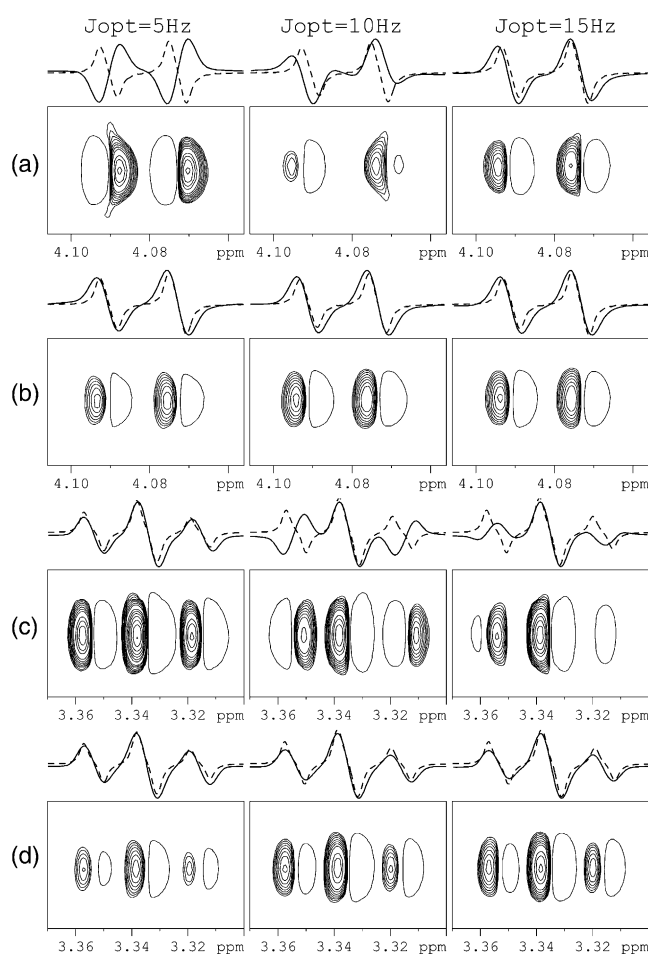 Jopt=5Hz Jopt=10Hz Jopt=15Hz
(a)
4.10 4.08 ppm 4.10 4.08 ppm 4.10 4.08 ppm
(b)
4.10 4.08 ppm 4.10 4.08 ppm 4.10 4.08 ppm
(c)
3.36 3.34 3.32 ppm 3.36 3.34 3.32 ppm 3.36 3.34 3.32 ppm
(d)
3.36 3.34 3.32 ppm 3.36 3.34 3.32 ppm 3.36 3.34 3.32 ppm